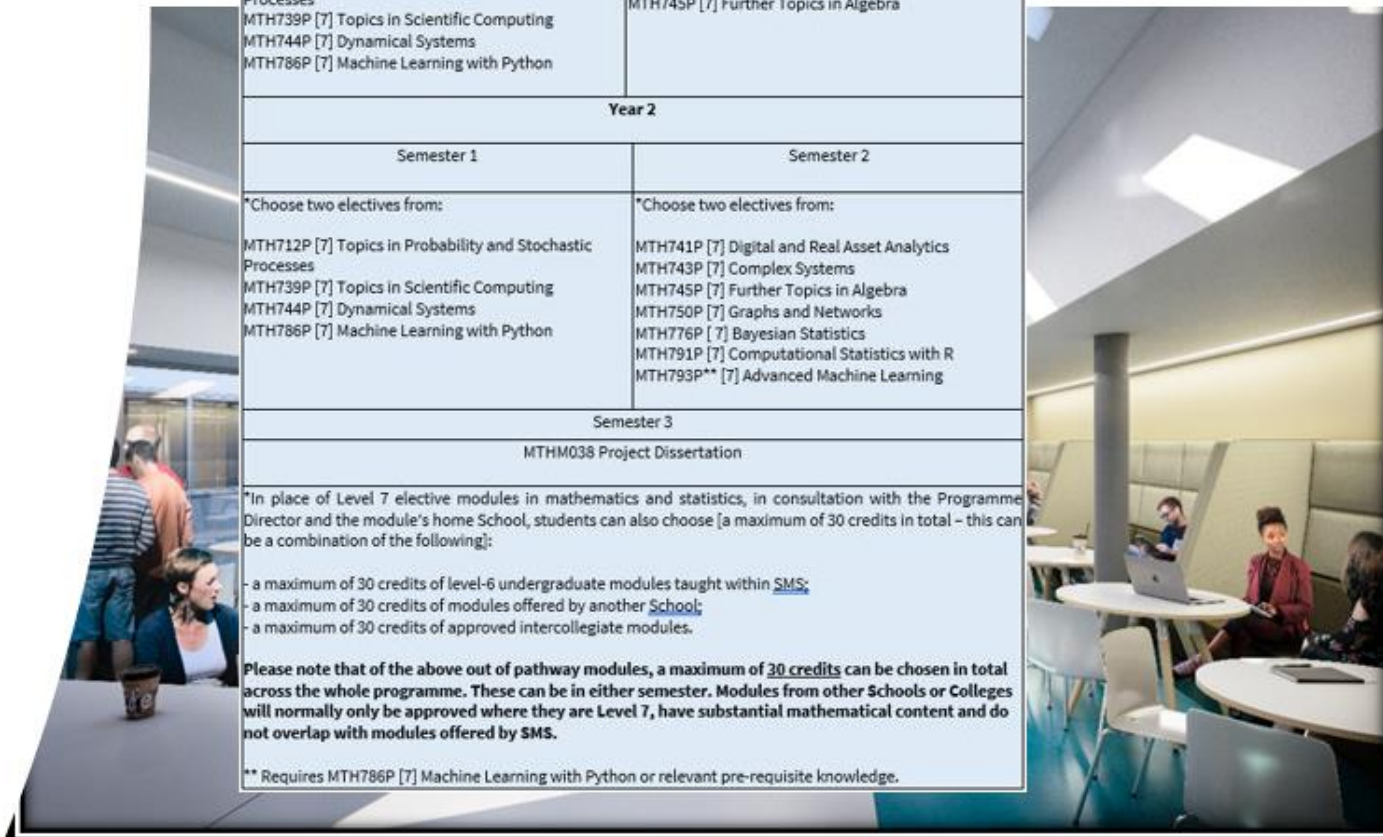 Processes
MTH739P [7] Topics in Scientific Computing
MTH744P [7] Dynamical Systems
MTH786P [7] Machine Learning with Python
MTH745P [7] Further Topics in Algebra
Year 2
Semester 1
Semester 2
*Choose two electives from:
MTH712P [7] Topics in Probability and Stochastic
Processes
MTH739P [7] Topics in Scientific Computing
MTH744P [7] Dynamical Systems
MTH786P [7] Machine Learning with Python
*Choose two electives from:
MTH741P [7] Digital and Real Asset Analytics
MTH743P [7] Complex Systems
MTH745P [7] Further Topics in Algebra
MTH750P [7] Graphs and Networks
MTH776P [ 7] Bayesian Statistics
MTH791P [7] Computational Statistics with R
MTH793P** [7] Advanced Machine Learning
Semester 3
MTHM038 Project Dissertation
*In place of Level 7 elective modules in mathematics and statistics, in consultation with the Programme
Director and the module's home School, students can also choose [a maximum of 30 credits in total – this can
be a combination of the following]:
- a maximum of 30 credits of level-6 undergraduate modules taught within SMS;
- a maximum of 30 credits of modules offered by another School;
- a maximum of 30 credits of approved intercollegiate modules.
Please note that of the above out of pathway modules, a maximum of 30 credits can be chosen in total
across the whole programme. These can be in either semester. Modules from other Schools or Colleges
will normally only be approved where they are Level 7, have substantial mathematical content and do
not overlap with modules offered by SMS.
** Requires MTH786P [7] Machine Learning with Python or relevant pre-requisite knowledge.